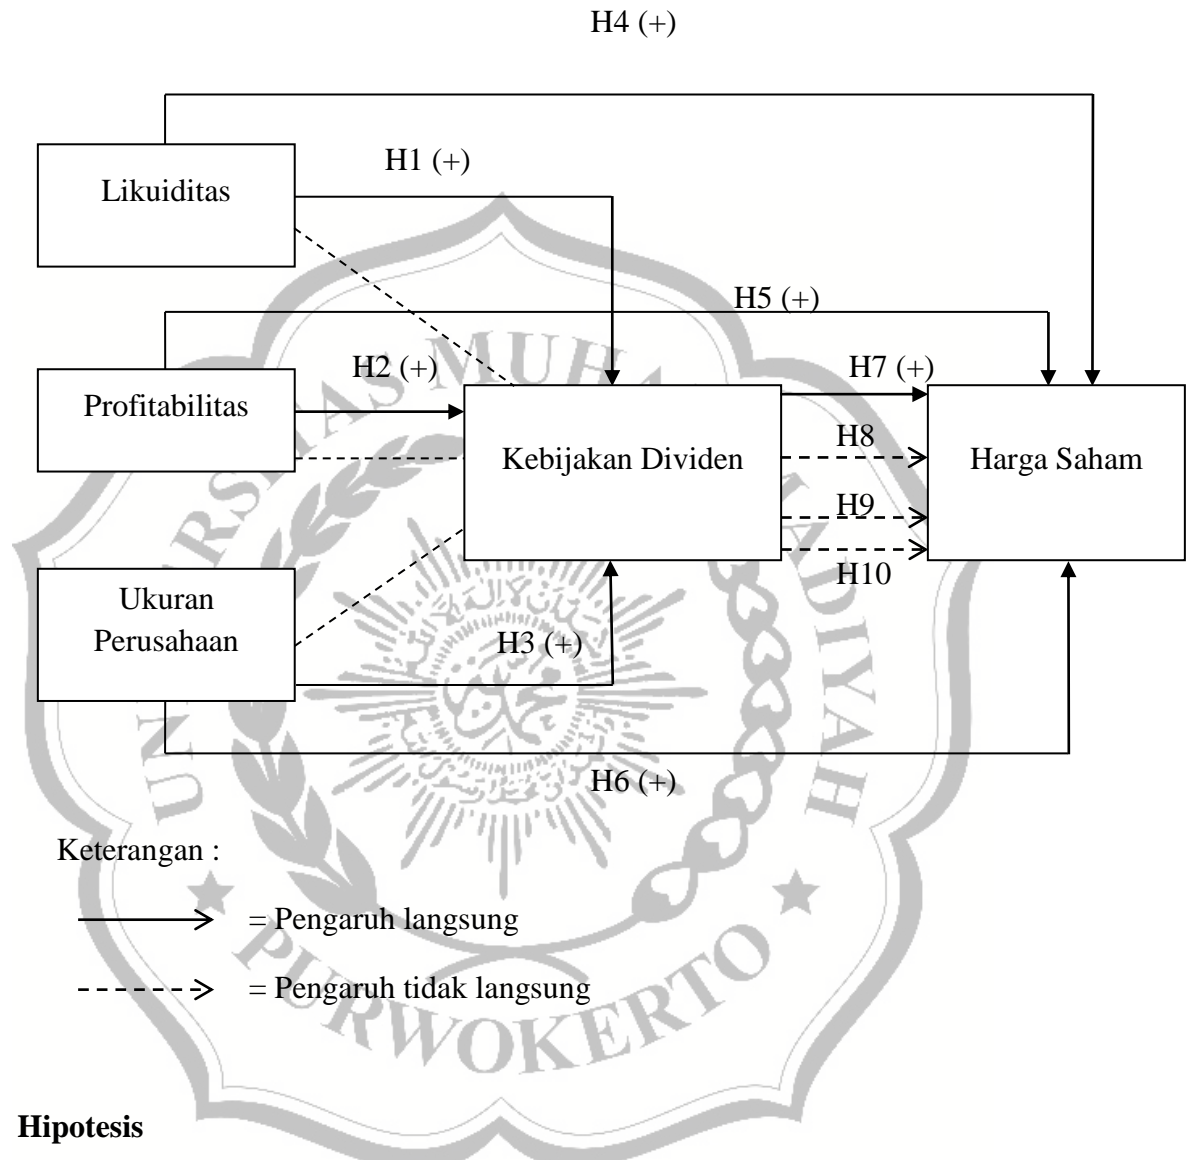 H4 (+)
H1 (+)
Likuiditas
H5 (+)
H2 (+)
H7 (+)
Profitabilitas
H8
Kebijakan Dividen
Harga Saham
H9
H10
Ukuran
Perusahaan
H3 (+)
H6 (+)
Keterangan :
= Pengaruh langsung
= Pengaruh tidak langsung
Hipotesis
PURWOKERTO